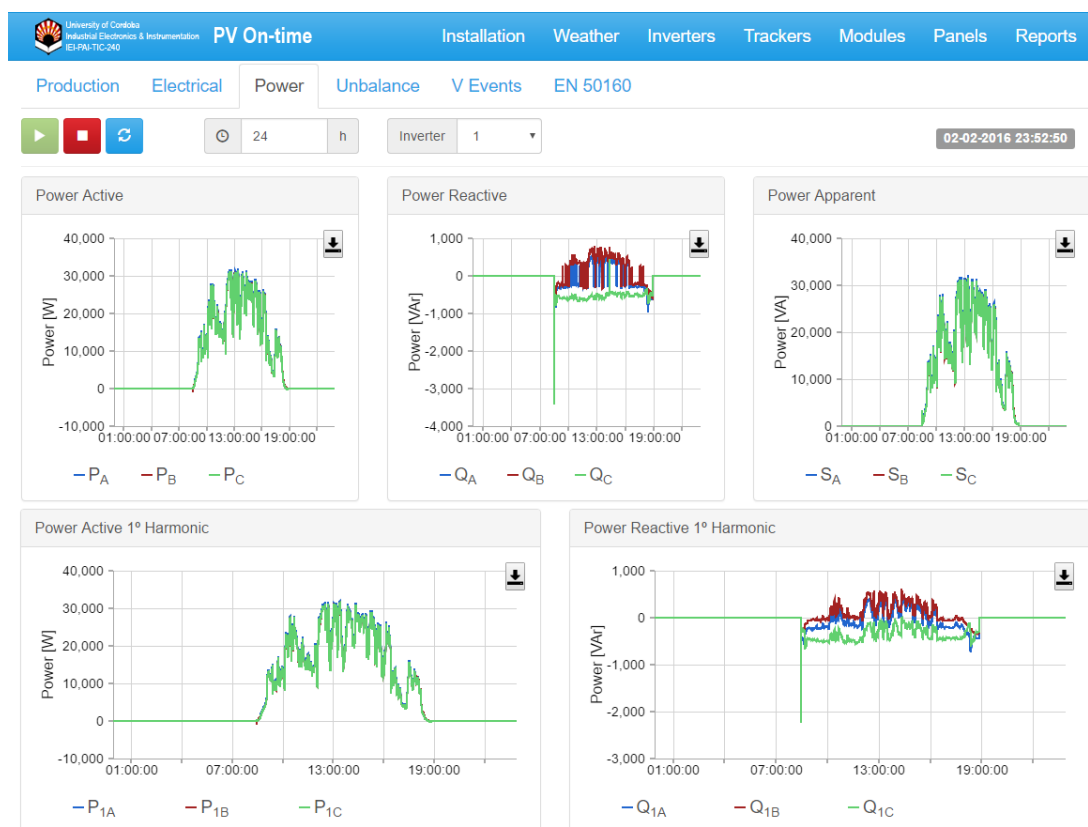 University of Cordoba
Industrial Electronics & Instrumentation
IEI-PAI-TIC-240
PV On-time
Installation Weather Inverters Trackers Modules Panels Reports
Production Electrical Power Unbalance V Events EN 50160
24 h Inverter 1 02-02-2016 23:52:50
Power Active
40,000
30,000
20,000
10,000
0
-10,000
Power [W]
01:00:00 07:00:00 13:00:00 19:00:00
P_A P_B P_C
Power Reactive
1,000
0
-1,000
-2,000
-3,000
-4,000
Power [VAr]
01:00:00 07:00:00 13:00:00 19:00:00
Q_A Q_B Q_C
Power Apparent
40,000
30,000
20,000
10,000
0
Power [VA]
01:00:00 07:00:00 13:00:00 19:00:00
S_A S_B S_C
Power Active 1º Harmonic
40,000
30,000
20,000
10,000
0
-10,000
Power [W]
01:00:00 07:00:00 13:00:00 19:00:00
P_1A P_1B P_1C
Power Reactive 1º Harmonic
1,000
0
-1,000
-2,000
-3,000
Power [VAr]
01:00:00 07:00:00 13:00:00 19:00:00
Q_1A Q_1B Q_1C